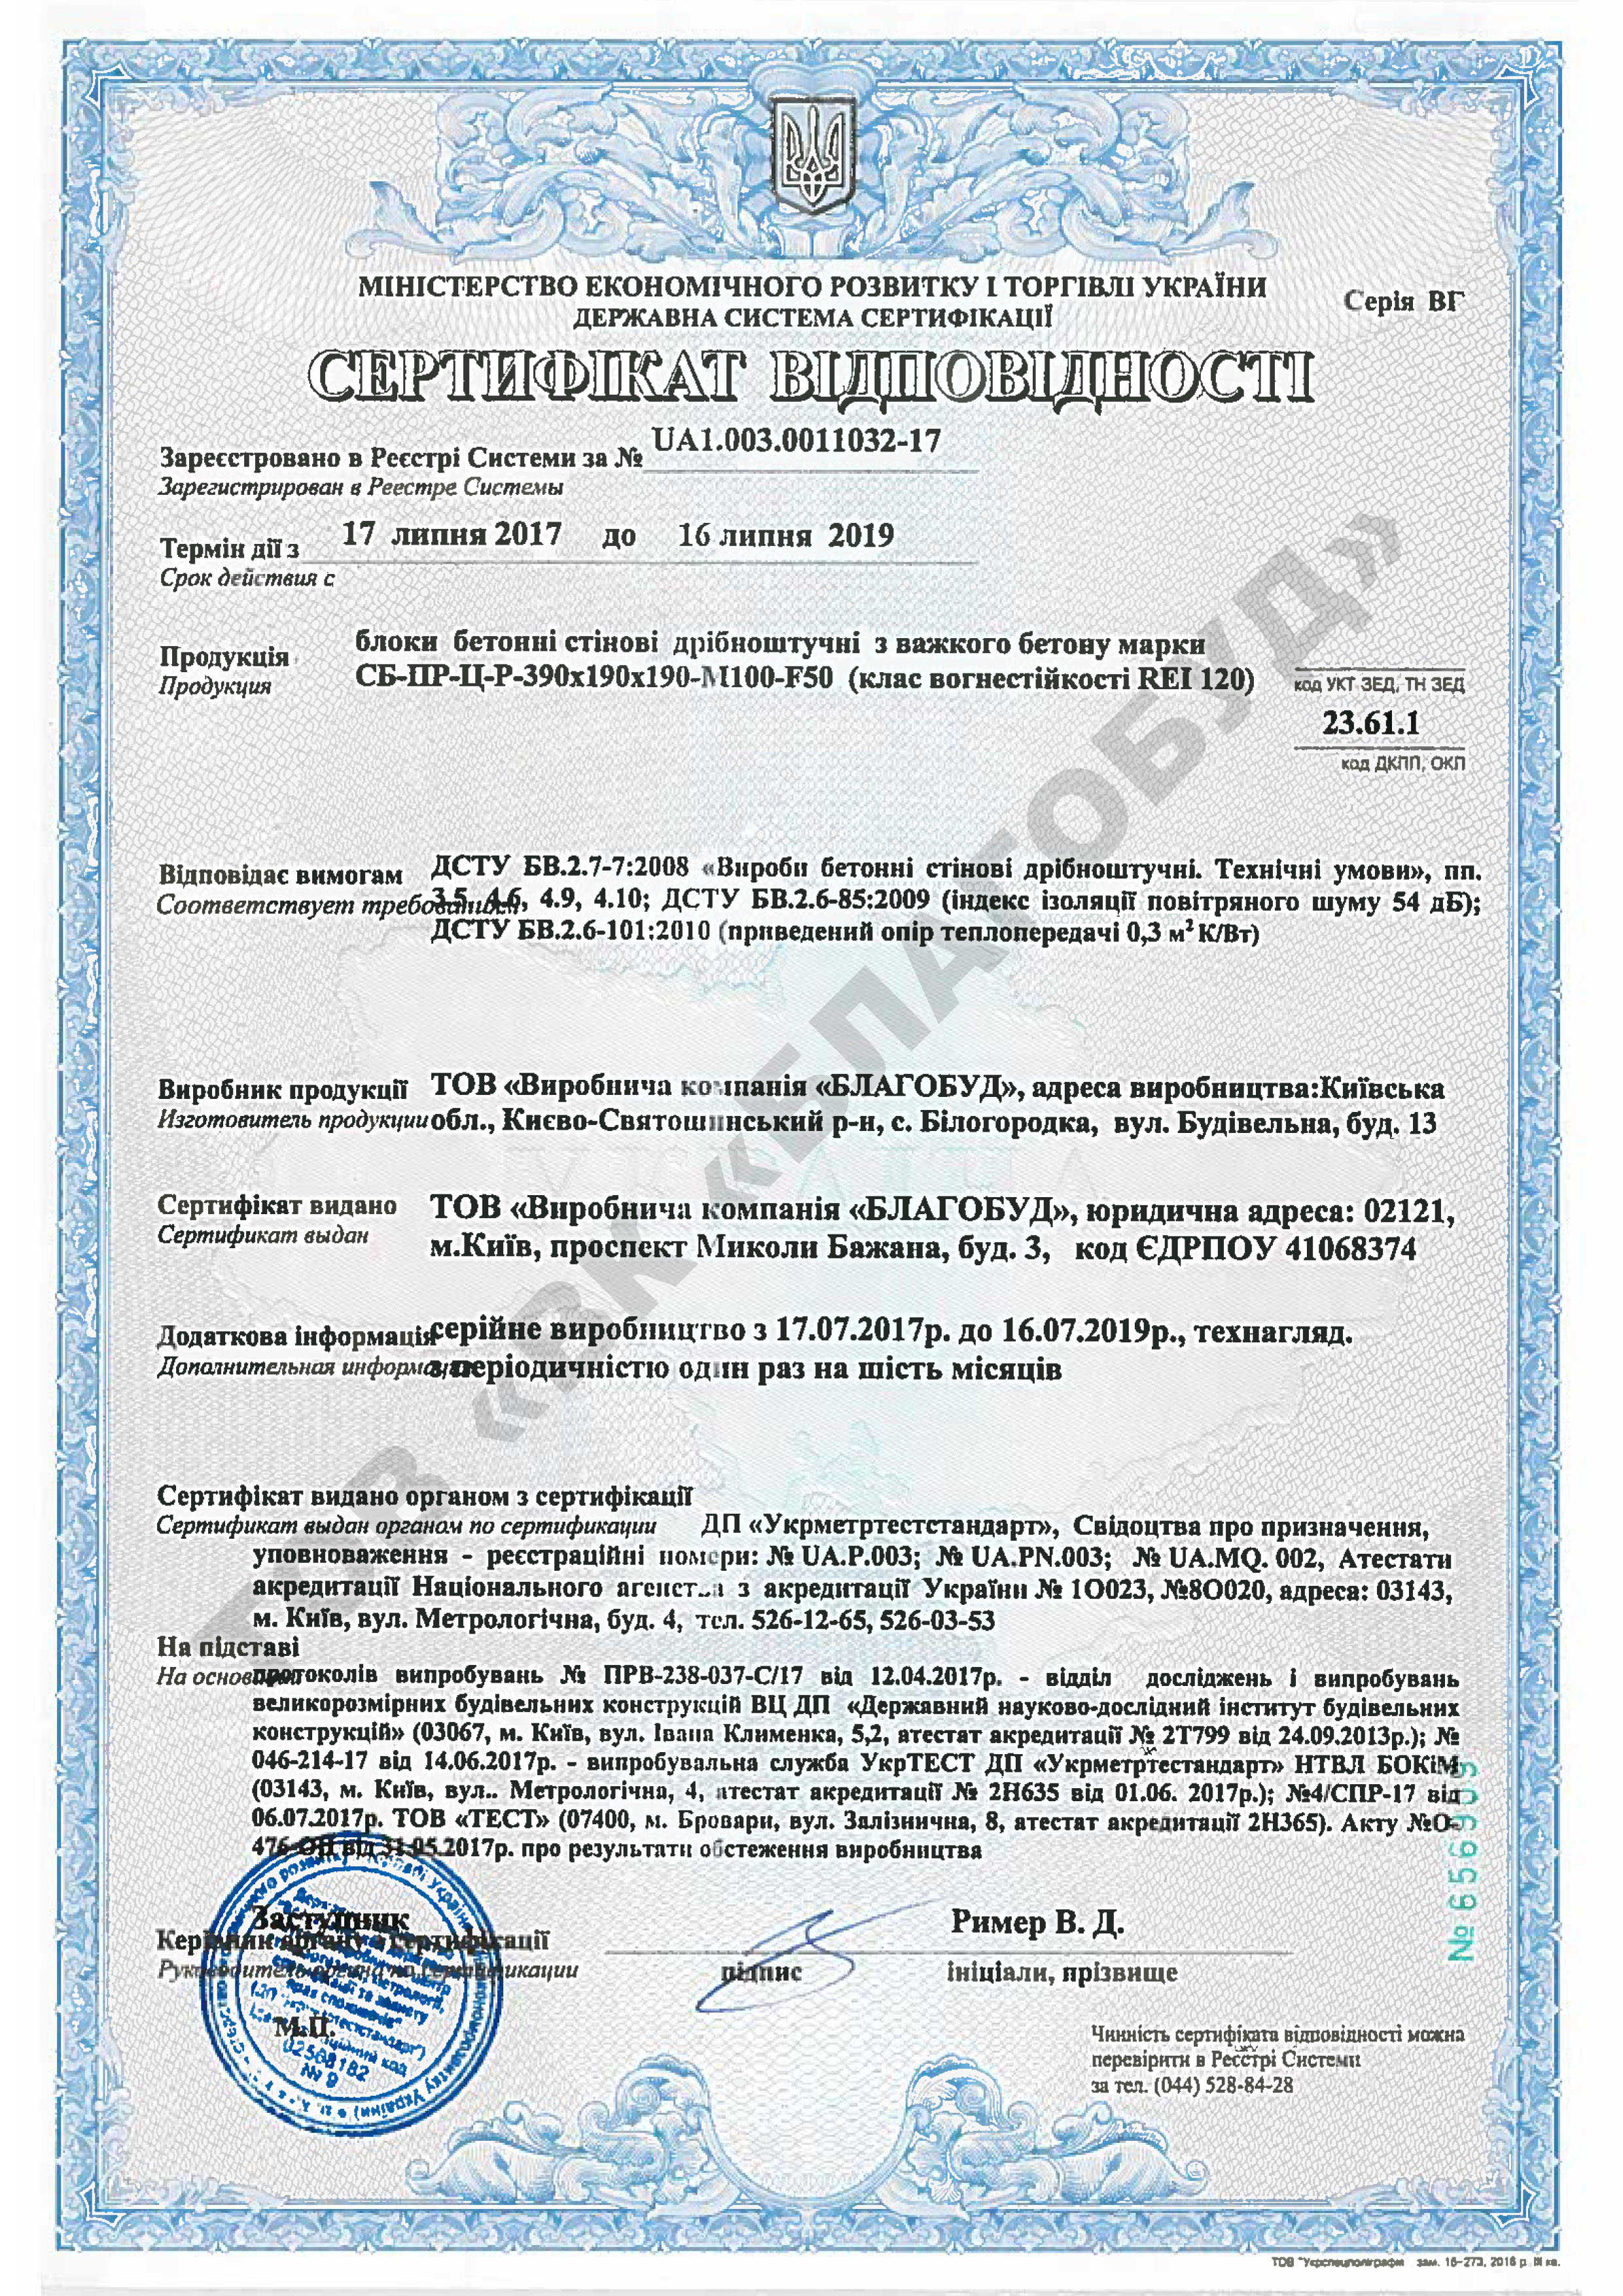 МІНІСТЕРСТВО ЕКОНОМІЧНОГО РОЗВИТКУ І ТОРГІВЛІ УКРАЇНИ
ДЕРЖАВНА СИСТЕМА СЕРТИФІКАЦІЇ
Серія ВГ
СЕРТИФІКАТ ВІДПОВІДНОСТІ
Зареєстровано в Реєстрі Системи за № UA1.003.0011032-17
Зарегистрирован в Реестре Системы
Термін дії з 17 липня 2017 до 16 липня 2019
Срок действия с
Продукція блоки бетонні стінові дрібноштучні з важкого бетону марки
Продукция СБ-ПР-Ц-Р-390х190х190-М100-F50 (клас вогнестійкості REI 120)
код УКТ ЗЕД, ТН ЗЕД
23.61.1
код ДКПП, ОКП
Відповідає вимогам ДСТУ БВ.2.7-7:2008 «Вироби бетонні стінові дрібноштучні. Технічні умови», пп.
Соответствует требованиям 3.5, 4.6, 4.9, 4.10; ДСТУ БВ.2.6-85:2009 (індекс ізоляції повітряного шуму 54 дБ);
ДСТУ БВ.2.6-101:2010 (приведений опір теплопередачі 0,3 м² К/Вт)
Виробник продукції ТОВ «Виробнича компанія «БЛАГОБУД», адреса виробництва:Київська
Изготовитель продукции обл., Києво-Святошинський р-н, с. Білогородка, вул. Будівельна, буд. 13
Сертифікат видано ТОВ «Виробнича компанія «БЛАГОБУД», юридична адреса: 02121,
Сертификат выдан м.Київ, проспект Миколи Бажана, буд. 3, код ЄДРПОУ 41068374
Додаткова інформація серійне виробництво з 17.07.2017р. до 16.07.2019р., технагляд.
Дополнительная информация з періодичністю один раз на шість місяців
Сертифікат видано органом з сертифікації
Сертификат выдан органом по сертификации ДП «Укрметртестстандарт», Свідоцтва про призначення,
уповноваження - реєстраційні номери: № UA.P.003; № UA.PN.003; № UA.MQ. 002, Атестати
акредитації Національного агенства з акредитації України № 1О023, №8О020, адреса: 03143,
м. Київ, вул. Метрологічна, буд. 4, тел. 526-12-65, 526-03-53
На підставі
На основании протоколів випробувань № ПРВ-238-037-С/17 від 12.04.2017р. - відділ досліджень і випробувань
великорозмірних будівельних конструкцій ВЦ ДП «Державний науково-дослідний інститут будівельних
конструкцій» (03067, м. Київ, вул. Івана Клименка, 5,2, атестат акредитації № 2Т799 від 24.09.2013р.); №
046-214-17 від 14.06.2017р. - випробувальна служба УкрТЕСТ ДП «Укрметртестандарт» НТВЛ БОКІМ
(03143, м. Київ, вул.. Метрологічна, 4, атестат акредитації № 2Н635 від 01.06. 2017р.); №4/СПР-17 від
06.07.2017р. ТОВ «ТЕСТ» (07400, м. Бровари, вул. Залізнична, 8, атестат акредитації 2Н365). Акту №О-
476-ОП від 31.05.2017р. про результати обстеження виробництва
Заступник
Керівник органу з сертифікації
Руководитель органа по сертификации
Ример В. Д.
підпис
ініціали, прізвище
М.П.
02568182
№ 9
№ 656909
Чинність сертифіката відповідності можна
перевірити в Реєстрі Системи
за тел. (044) 528-84-28
ТОВ «ВК «БЛАГОБУД»
ТОВ "Укрспецполіграфія" зам. 16-273, 2016 р. III кв.